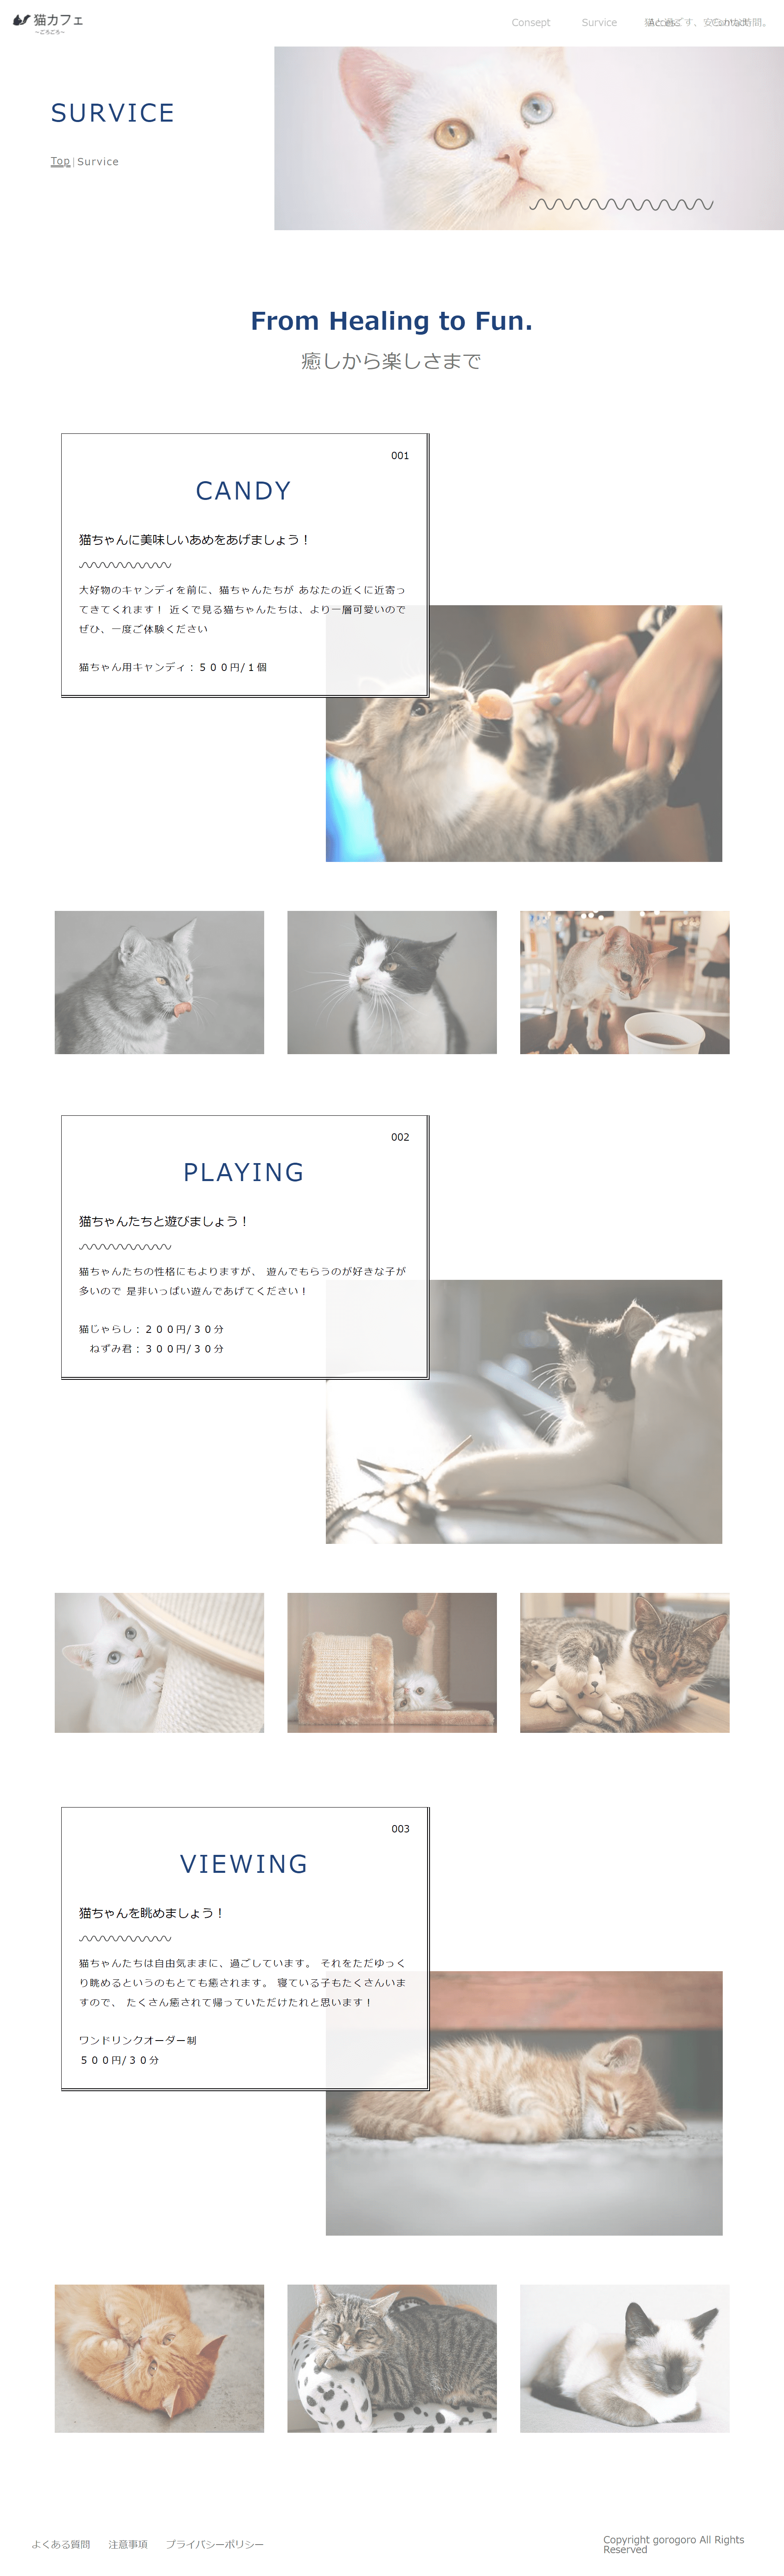 猫カフェ
～ごろごろ～
Consept
Survice
Access
Contact
猫と過ごす、安らかな時間。
SURVICE
Top | Survice
From Healing to Fun.
癒しから楽しさまで
001
CANDY
猫ちゃんに美味しいあめをあげましょう！
大好物のキャンディを前に、猫ちゃんたちが あなたの近くに近寄っ
てきてくれます！ 近くで見る猫ちゃんたちは、より一層可愛いので
ぜひ、一度ご体験ください
猫ちゃん用キャンディ：５００円/１個
002
PLAYING
猫ちゃんたちと遊びましょう！
猫ちゃんたちの性格にもよりますが、 遊んでもらうのが好きな子が
多いので 是非いっぱい遊んであげてください！
猫じゃらし：２００円/３０分
ねずみ君：３００円/３０分
003
VIEWING
猫ちゃんを眺めましょう！
猫ちゃんたちは自由気ままに、過ごしています。 それをただゆっく
り眺めるというのもとても癒されます。 寝ている子もたくさんいま
すので、 たくさん癒されて帰っていただけたれと思います！
ワンドリンクオーダー制
５００円/３０分
よくある質問
注意事項
プライバシーポリシー
Copyright gorogoro All Rights
Reserved